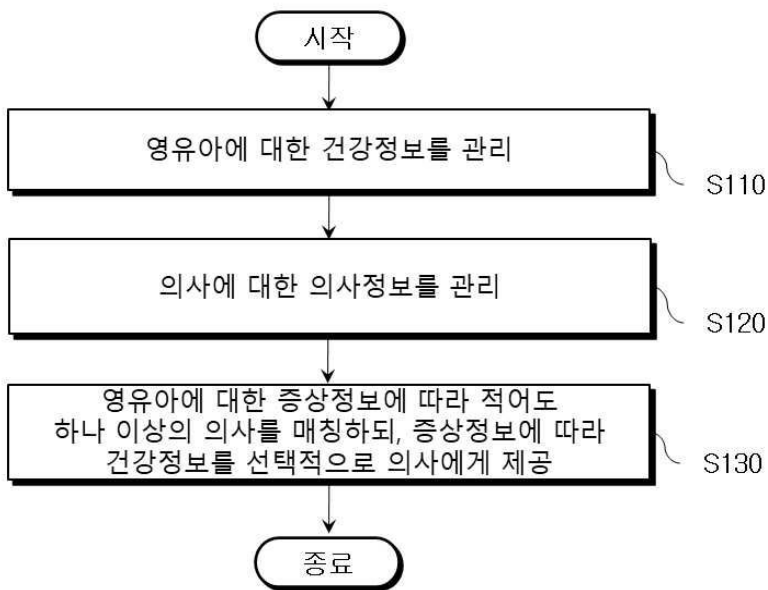 시작
영유아에 대한 건강정보를 관리
S110
의사에 대한 의사정보를 관리
S120
영유아에 대한 증상정보에 따라 적어도
하나 이상의 의사를 매칭하되, 증상정보에 따라
건강정보를 선택적으로 의사에게 제공
S130
종료